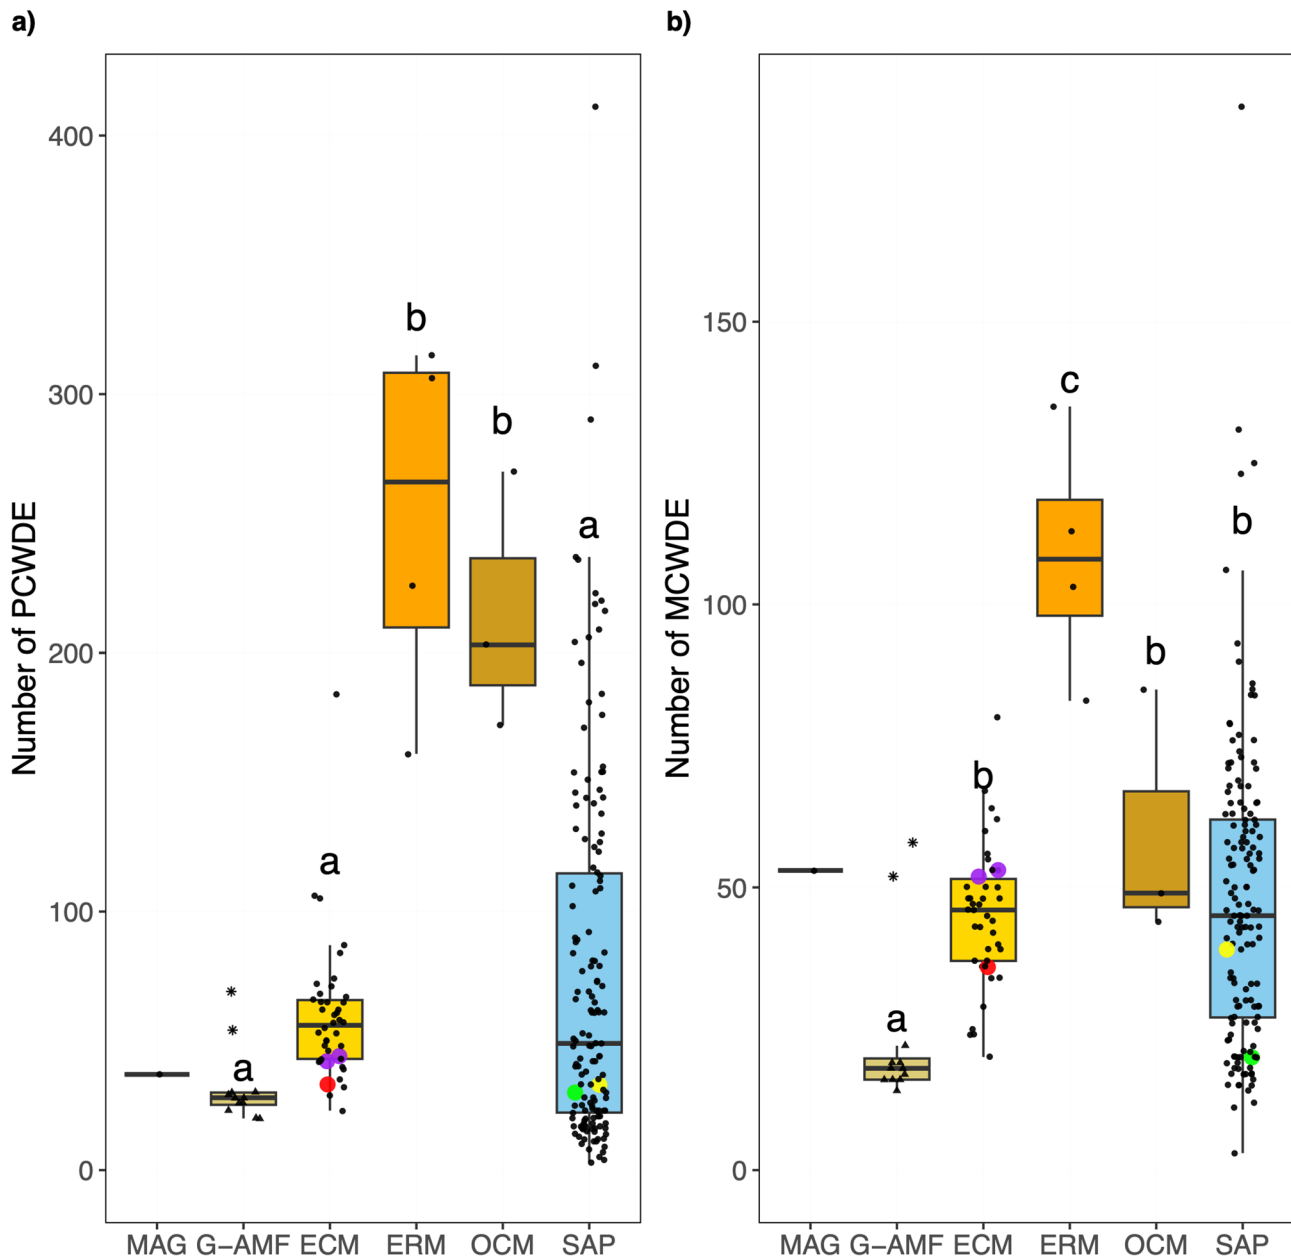 a)
Number of PCWDE
400
300
200
100
0
a
a
b
b
a
MAG G-AMF ECM ERM OCM SAP
b)
Number of MCWDE
150
100
50
0
a
b
c
b
b
MAG G-AMF ECM ERM OCM SAP